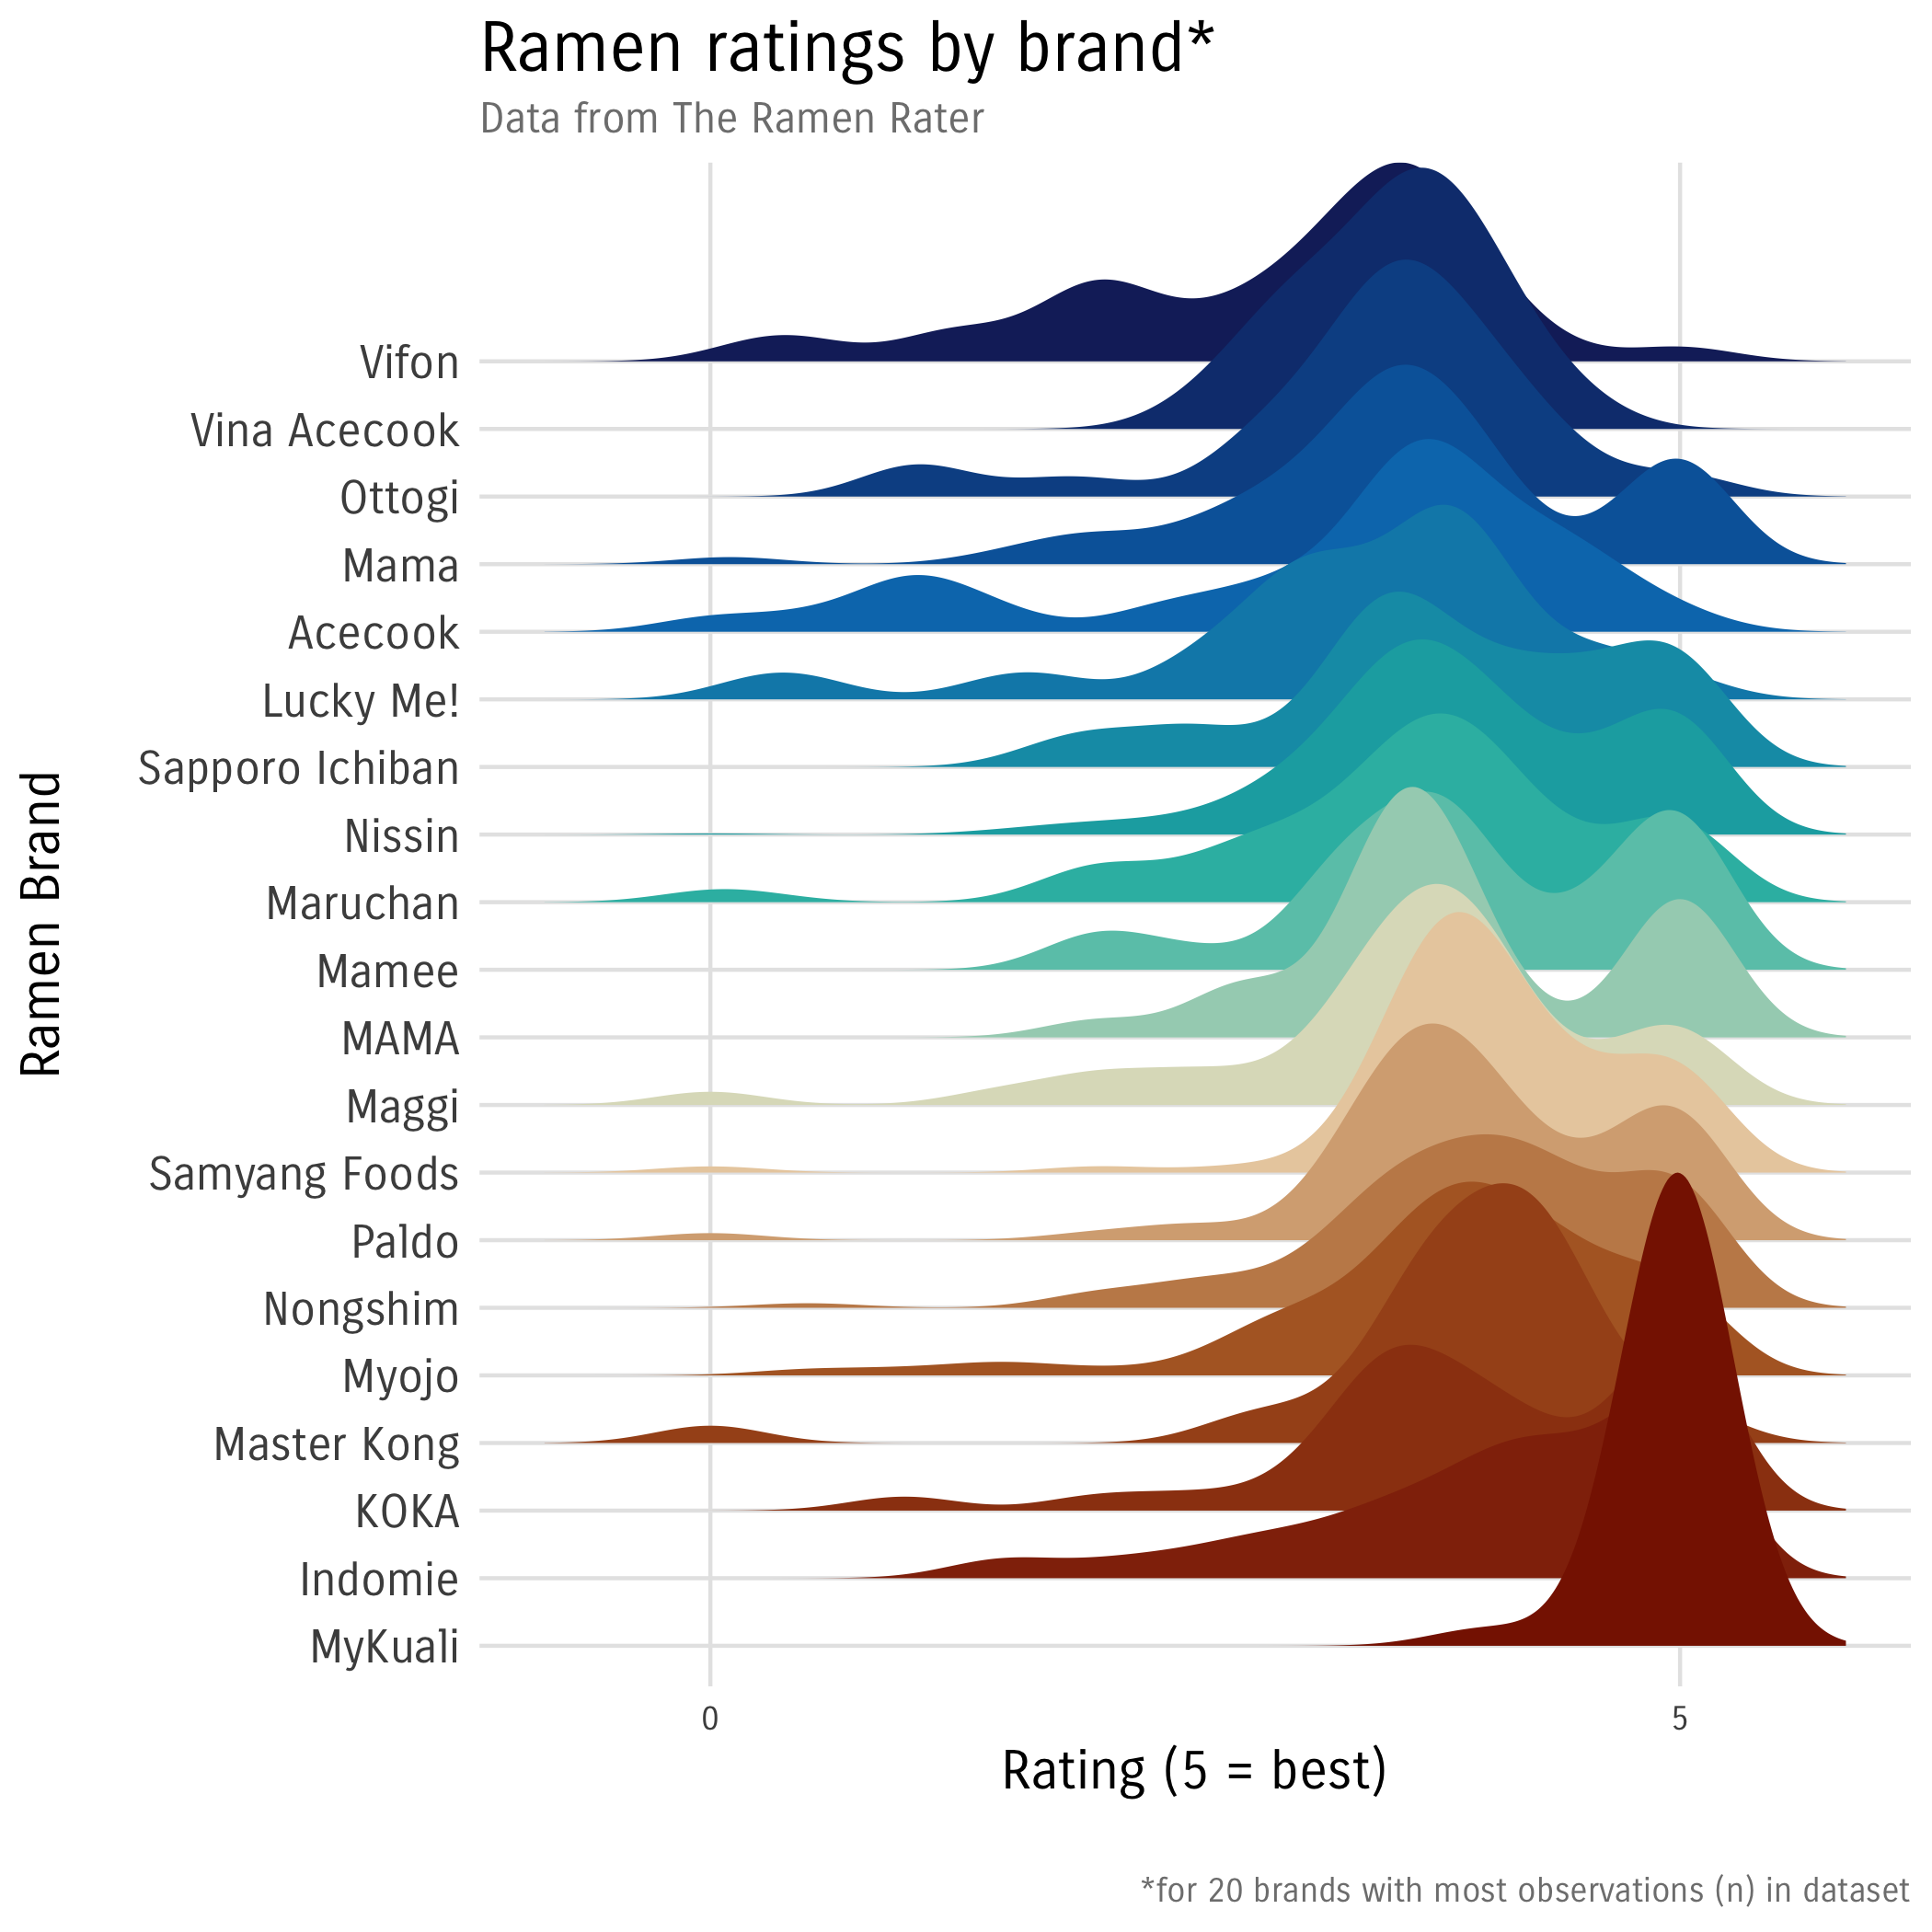 Ramen ratings by brand*
Data from The Ramen Rater
Ramen Brand
Vifon
Vina Acecook
Ottogi
Mama
Acecook
Lucky Me!
Sapporo Ichiban
Nissin
Maruchan
Mamee
MAMA
Maggi
Samyang Foods
Paldo
Nongshim
Myojo
Master Kong
KOKA
Indomie
MyKuali
0 5
Rating (5 = best)
*for 20 brands with most observations (n) in dataset